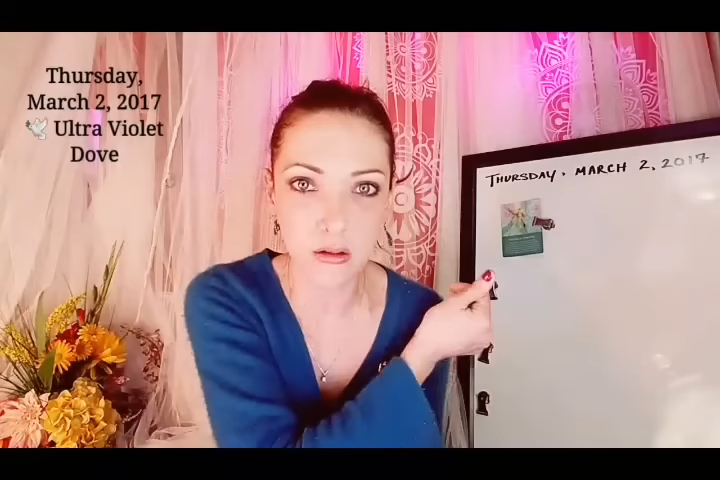 Thursday,
March 2, 2017
🕊 Ultra Violet
Dove
THURSDAY, MARCH 2, 2017